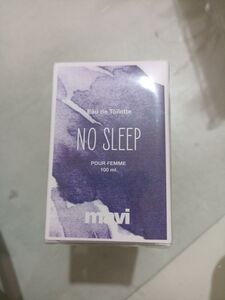 Eau de Toilette
NO SLEEP
POUR FEMME
100 ml.
mavi